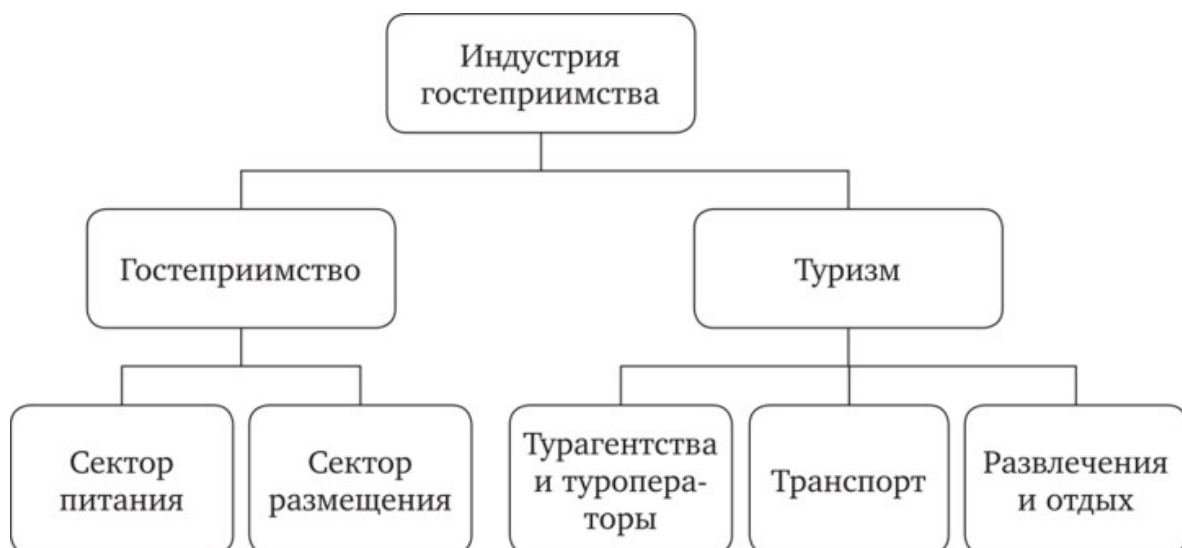 Индустрия
гостеприимства
Гостеприимство
Туризм
Сектор
питания
Сектор
размещения
Турагентства
и туропера-
торы
Транспорт
Развлечения
и отдых